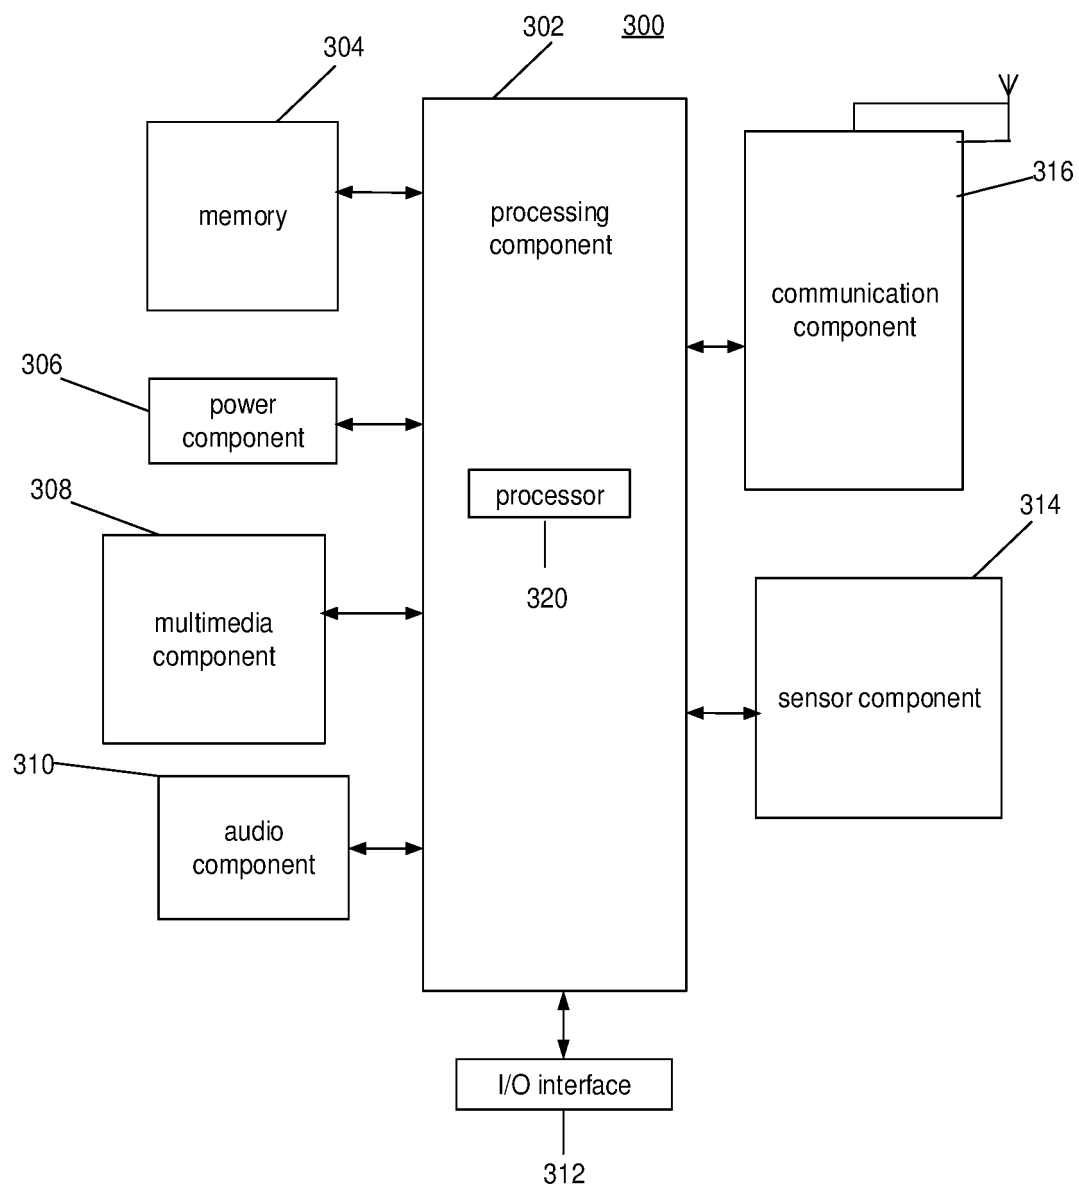 302
300
304
memory
processing
component
316
communication
component
306
power
component
308
processor
320
314
multimedia
component
sensor component
310
audio
component
I/O interface
312